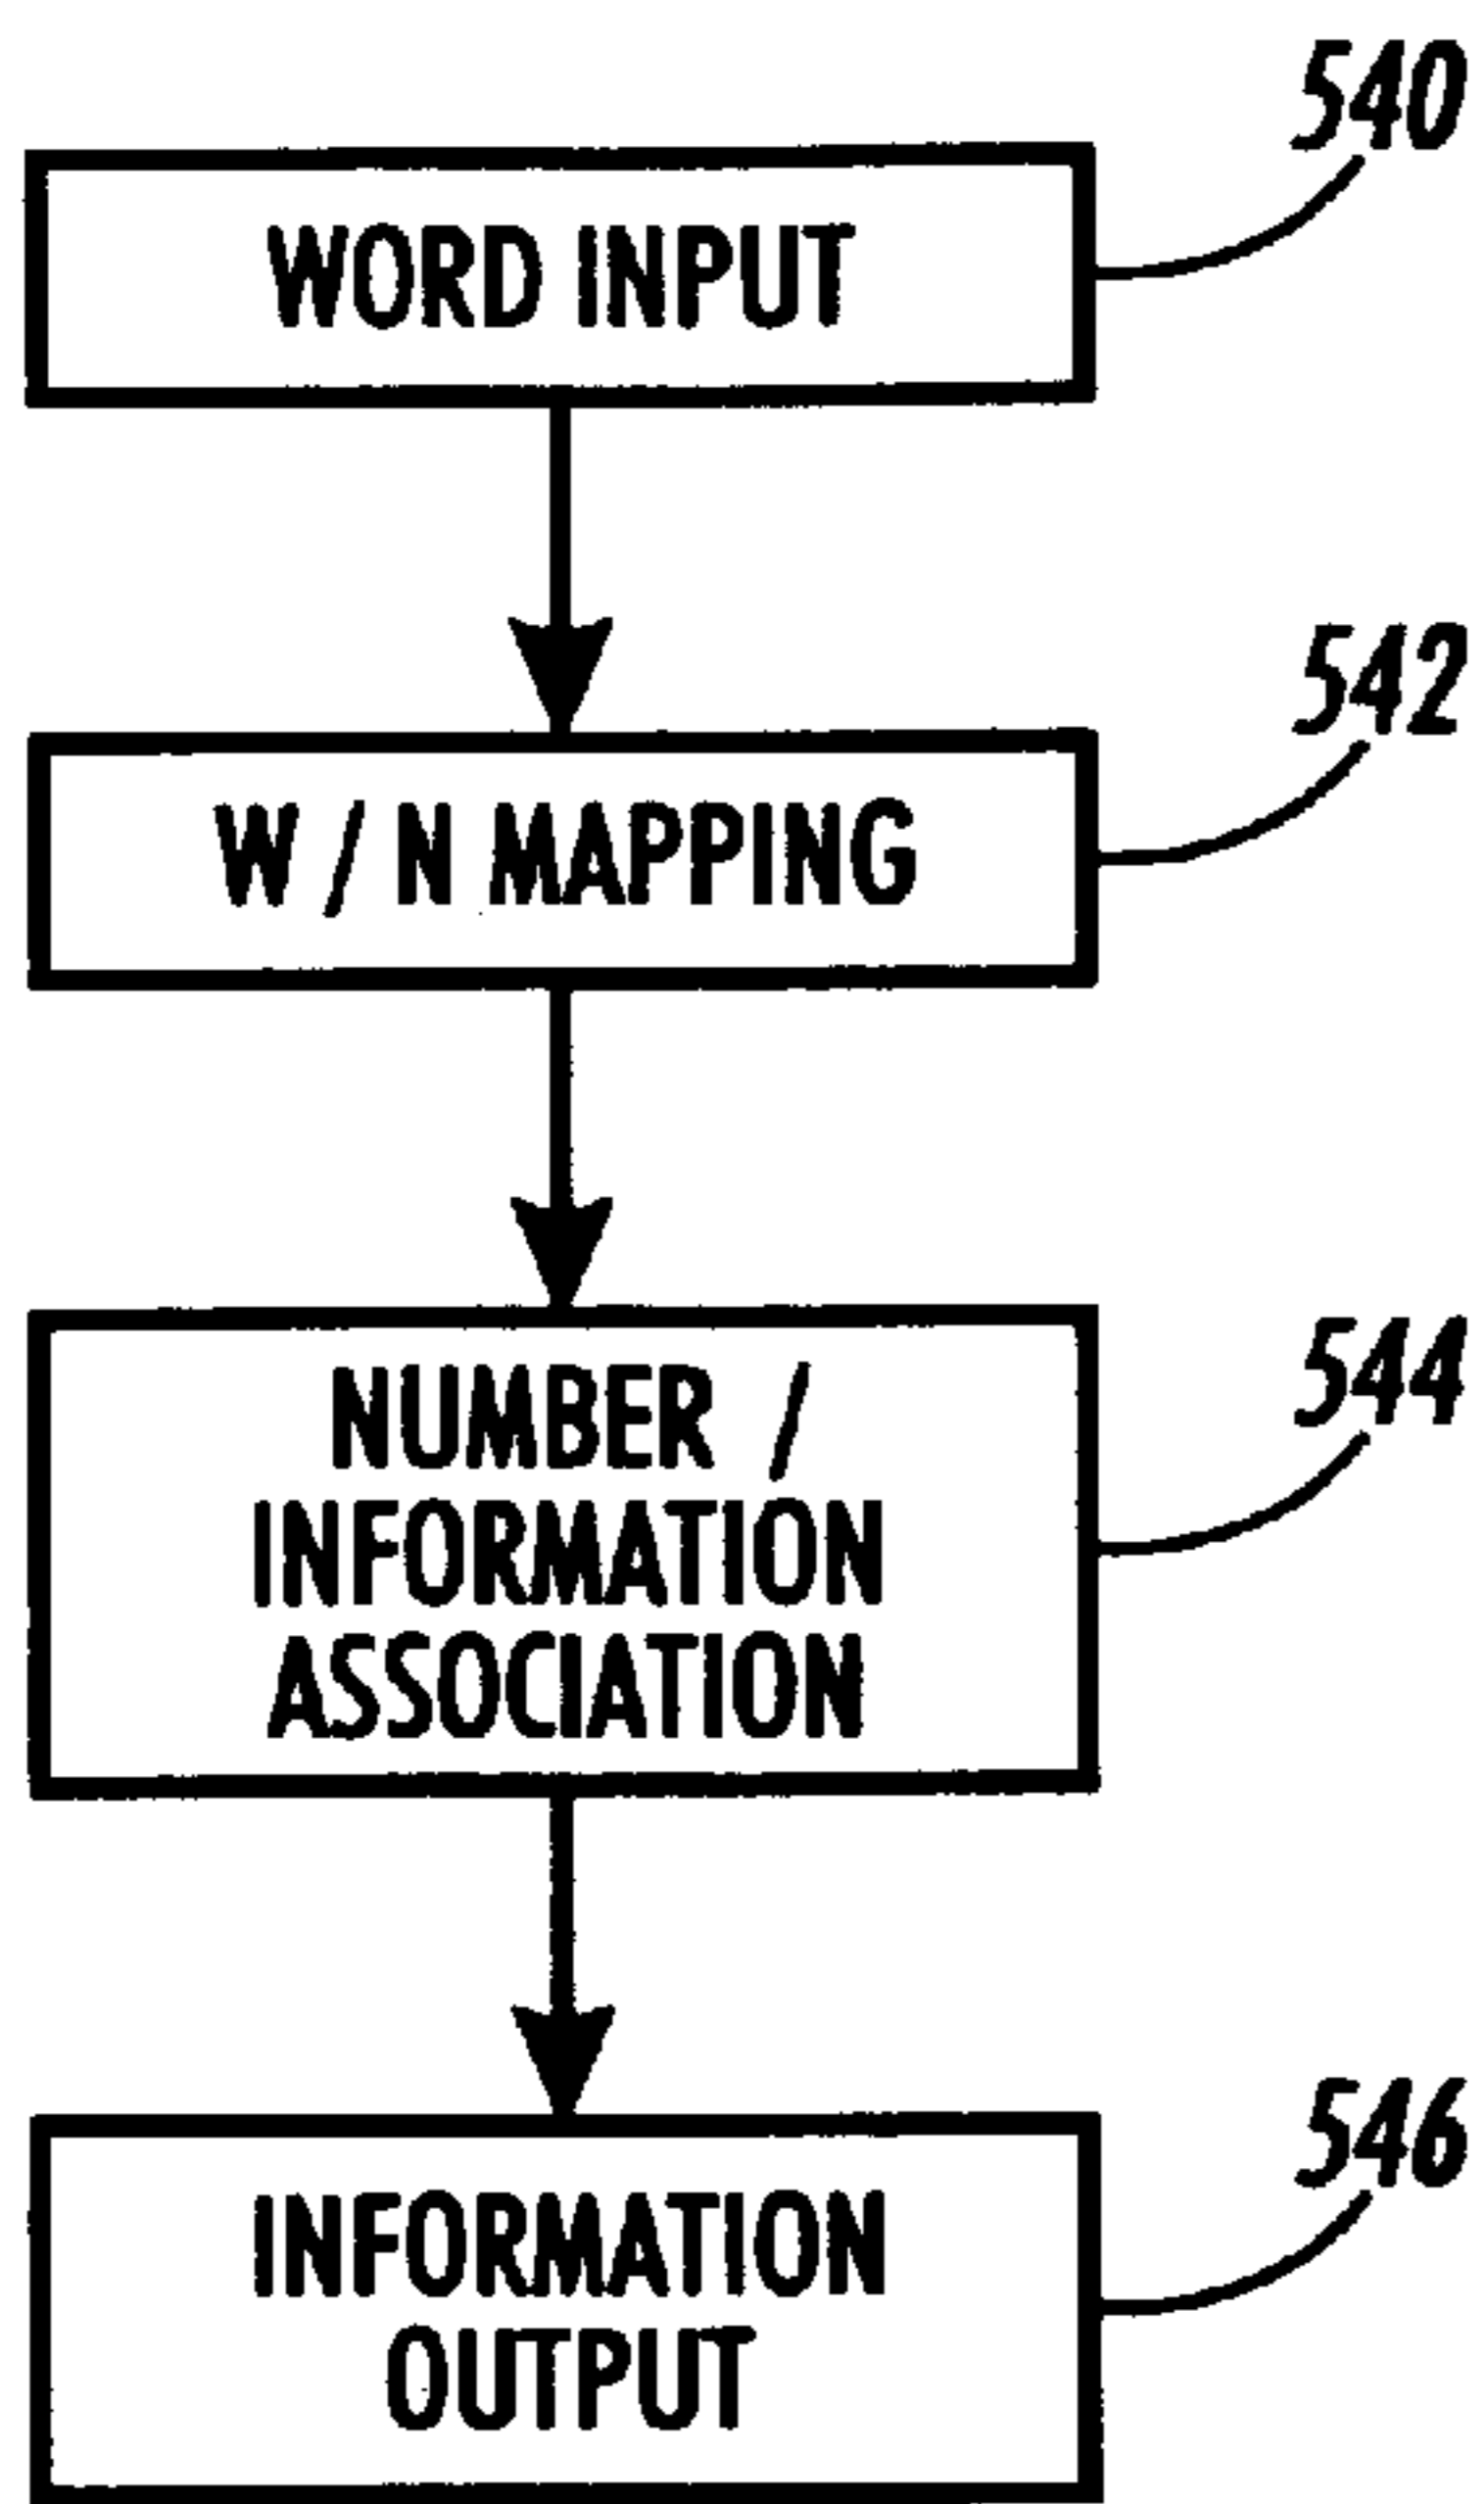 540
WORD INPUT
542
W / N MAPPING
544
NUMBER /
INFORMATION
ASSOCIATION
546
INFORMATION
OUTPUT